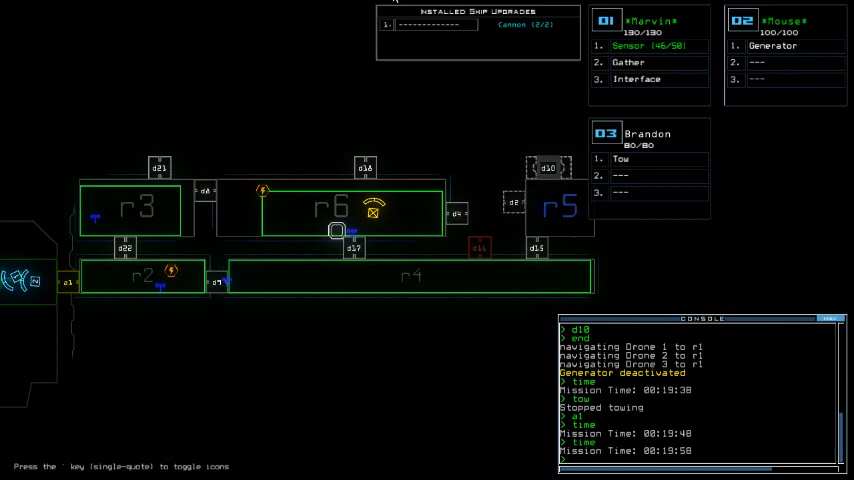 INSTALLED SHIP UPGRADES
1. ------------- Cannon (2/2)
01 *Marvin*
130/130
1. Sensor (46/50)
2. Gather
3. Interface
02 *Mouse*
100/100
1. Generator
2. ---
3. ---
03 Brandon
80/80
1. Tow
2. ---
3. ---
d21
d18
d10
r3
d8
r6
d4
d2
r5
d22
d17
d16
d15
2
a1
r2
d9
r4
CONSOLE
> d10
> end
navigating Drone 1 to r1
navigating Drone 2 to r1
navigating Drone 3 to r1
Generator deactivated
> time
Mission Time: 00:19:38
> tow
Stopped towing
> a1
> time
Mission Time: 00:19:48
> time
Mission Time: 00:19:58
>
Press the ` key (single-quote) to toggle icons